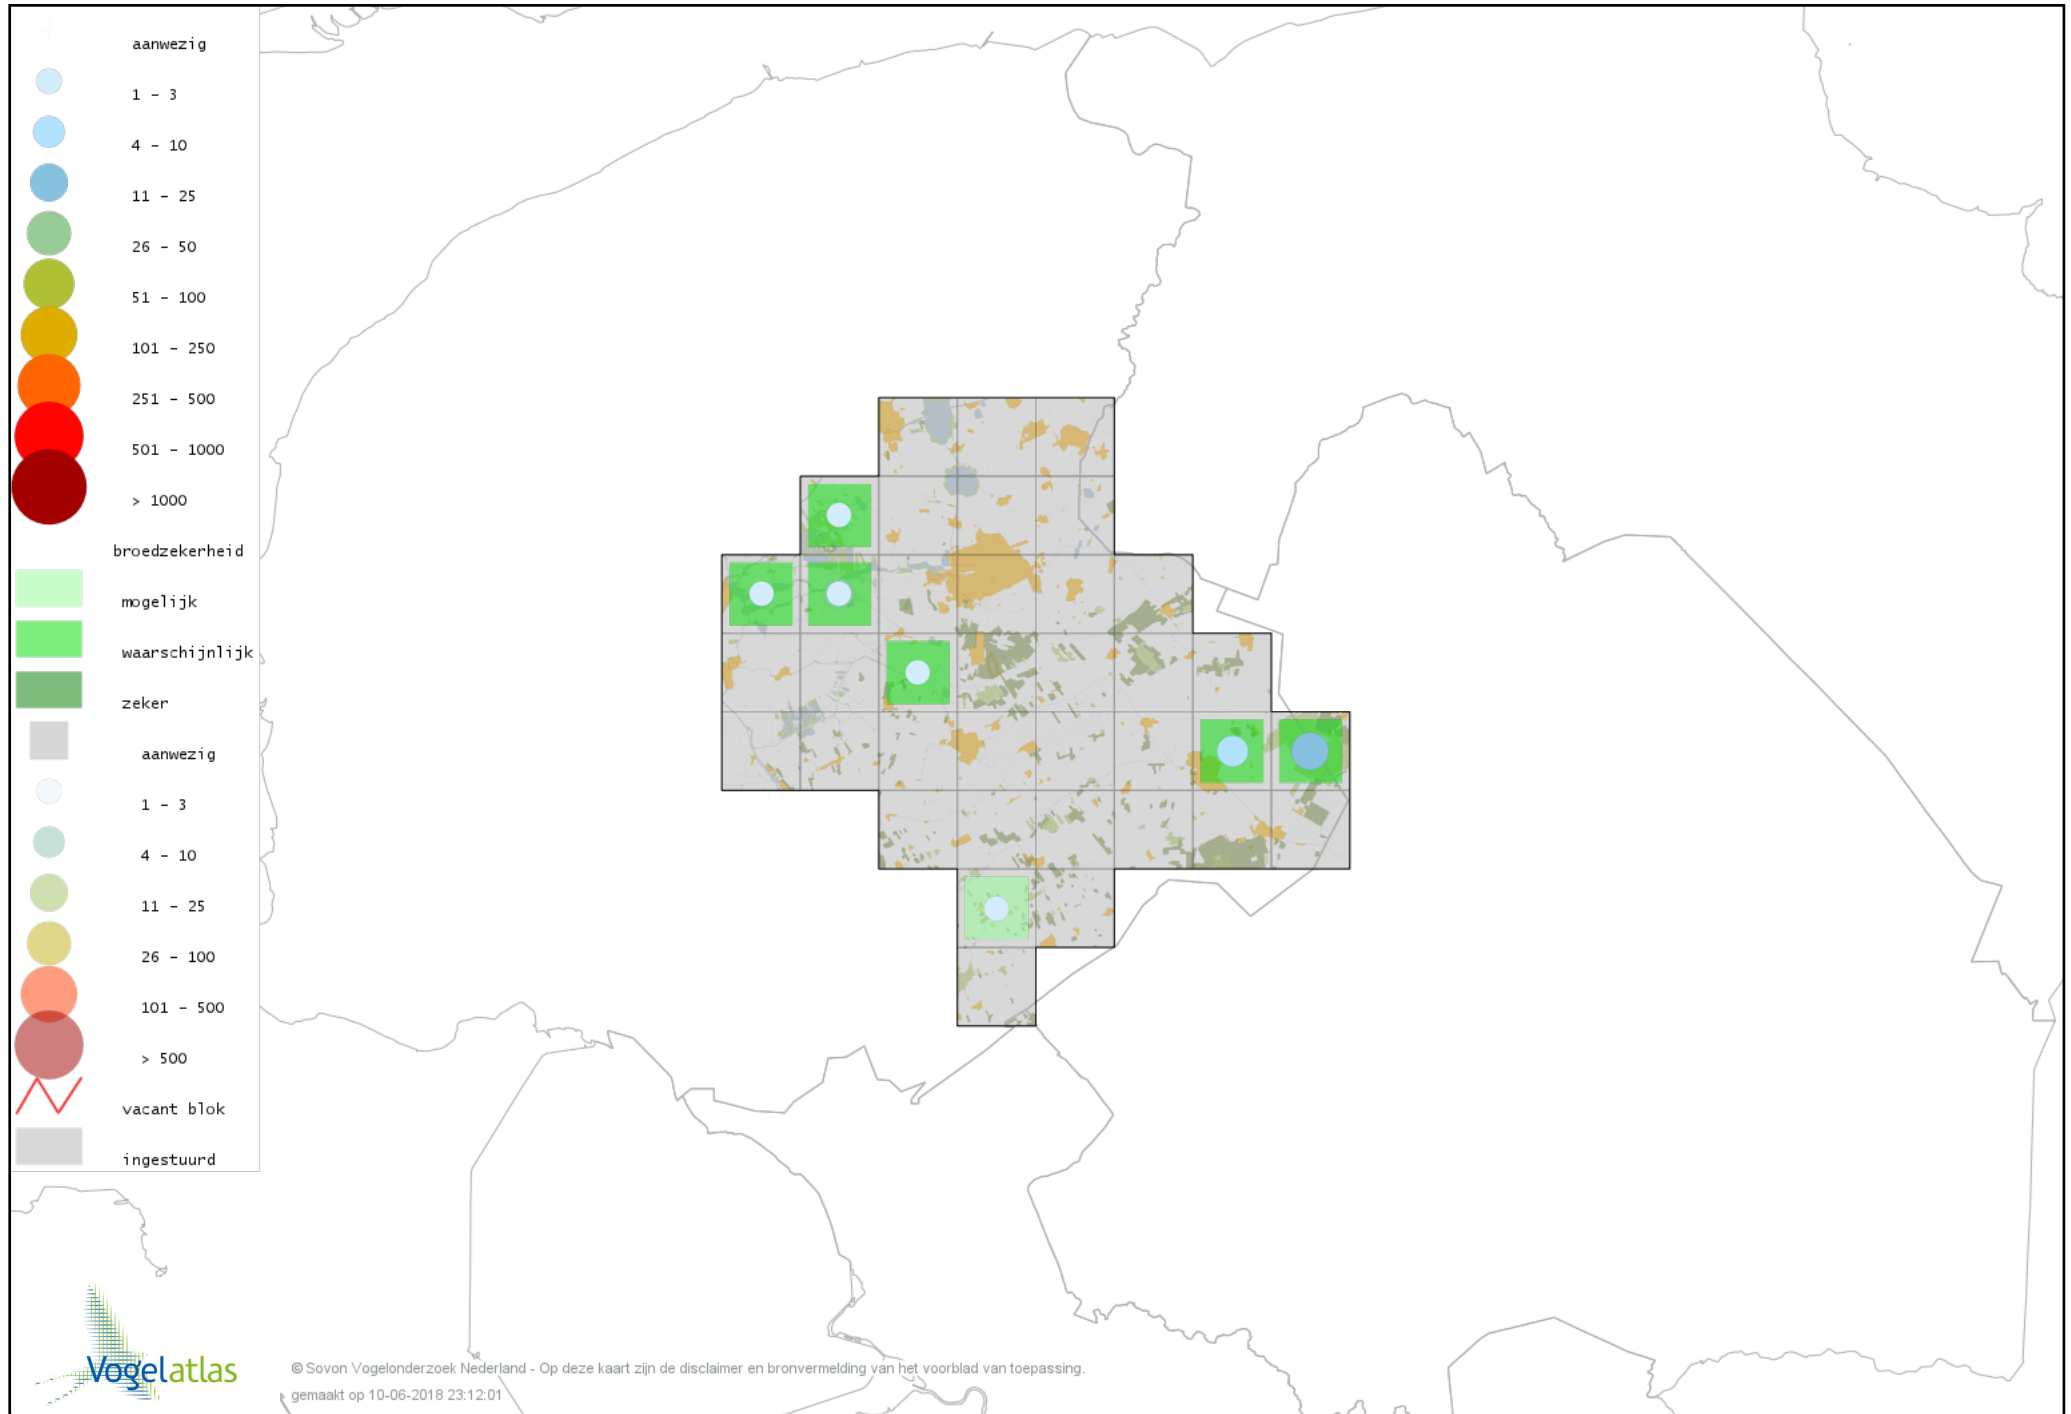 aanwezig
1 - 3
4 - 10
11 - 25
26 - 50
51 - 100
101 - 250
251 - 500
501 - 1000
> 1000
broedzekerheid
mogelijk
waarschijnlijk
zeker
aanwezig
1 - 3
4 - 10
11 - 25
26 - 100
101 - 500
> 500
vacant blok
ingestuurd
Vogelatlas
© Sovon Vogelonderzoek Nederland - Op deze kaart zijn de disclaimer en bronvermelding van het voorblad van toepassing.
gemaakt op 10-06-2018 23:12:01